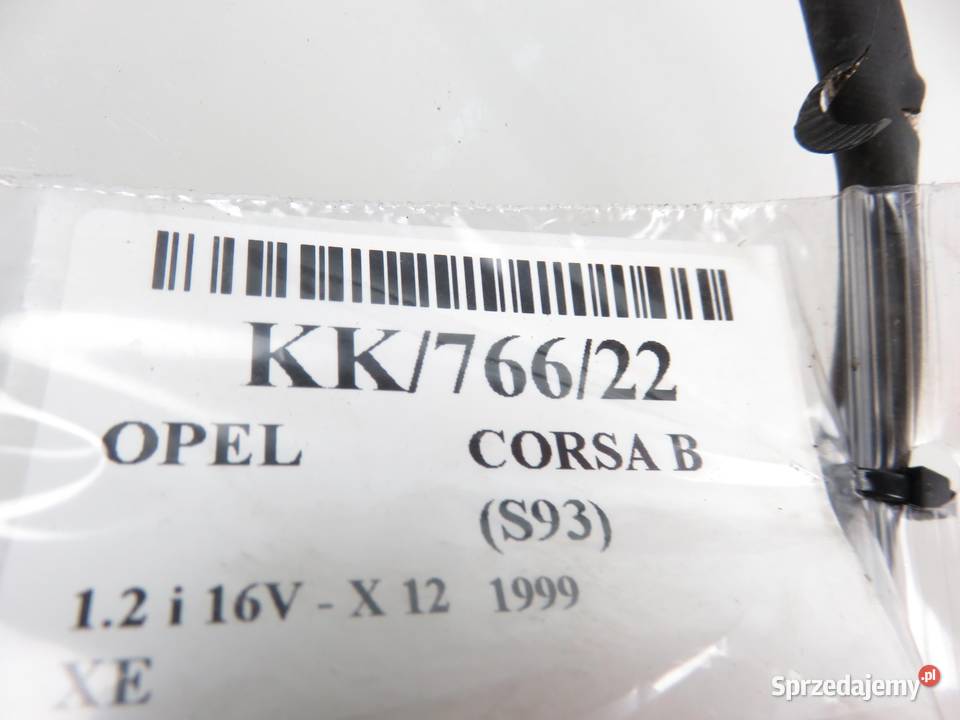 KK/766/22
OPEL CORSA B
(S93)
1.2 i 16V - X 12 1999
XE
Sprzedajemy.pl